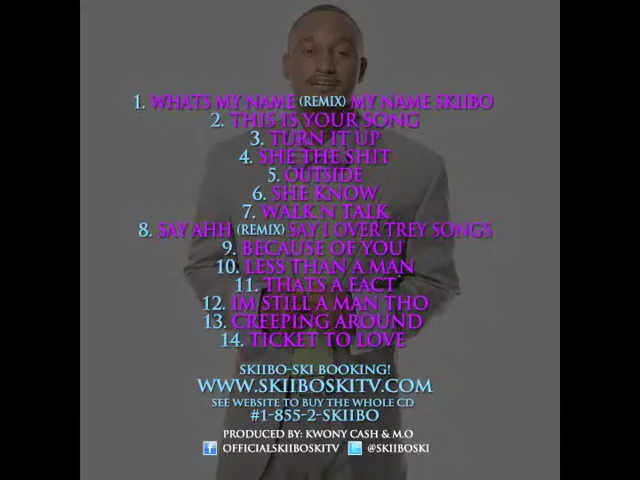 1. WHATS MY NAME (REMIX) MY NAME SKIIBO
2. THIS IS YOUR SONG
3. TURN IT UP
4. SHE THE SHIT
5. OUTSIDE
6. SHE KNOW
7. WALK N TALK
8. SAY AHH (REMIX) SAY I OVER TREY SONGS
9. BECAUSE OF YOU
10. LESS THAN A MAN
11. THATS A FACT
12. IM STILL A MAN THO
13. CREEPING AROUND
14. TICKET TO LOVE
SKIIBO-SKI BOOKING!
WWW.SKIIBOSKITV.COM
SEE WEBSITE TO BUY THE WHOLE CD
#1-855-2-SKIIBO
PRODUCED BY: KWONY CASH & M.O
f OFFICIALSKIIBOSKITV @SKIIBOSKI